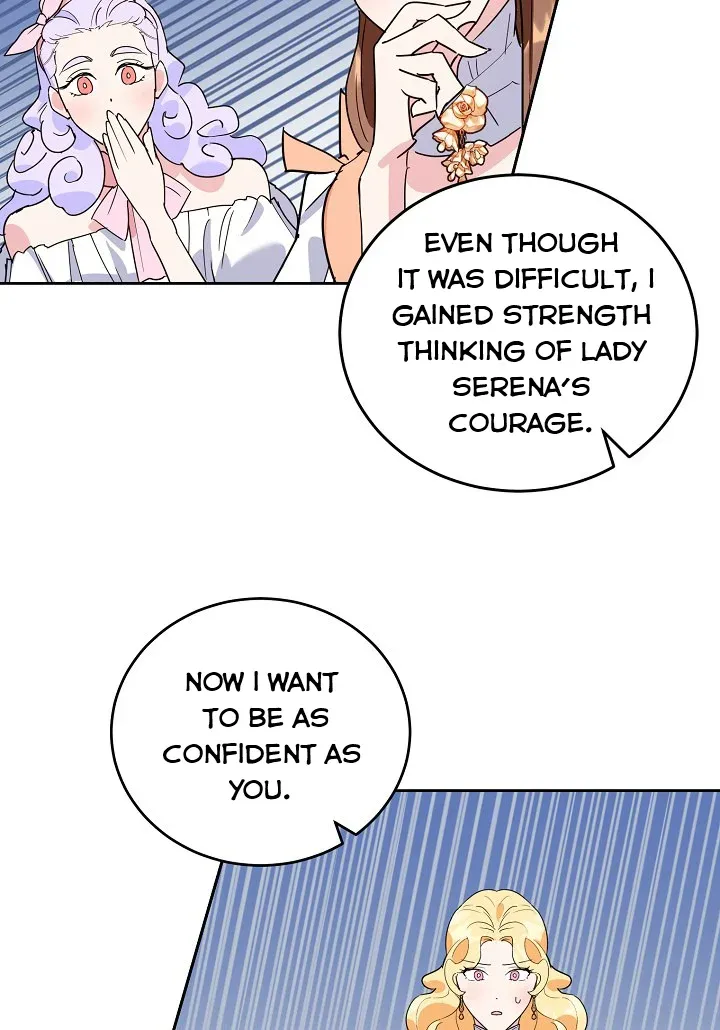 EVEN THOUGH
IT WAS DIFFICULT, I
GAINED STRENGTH
THINKING OF LADY
SERENA'S
COURAGE.
NOW I WANT
TO BE AS
CONFIDENT AS
YOU.